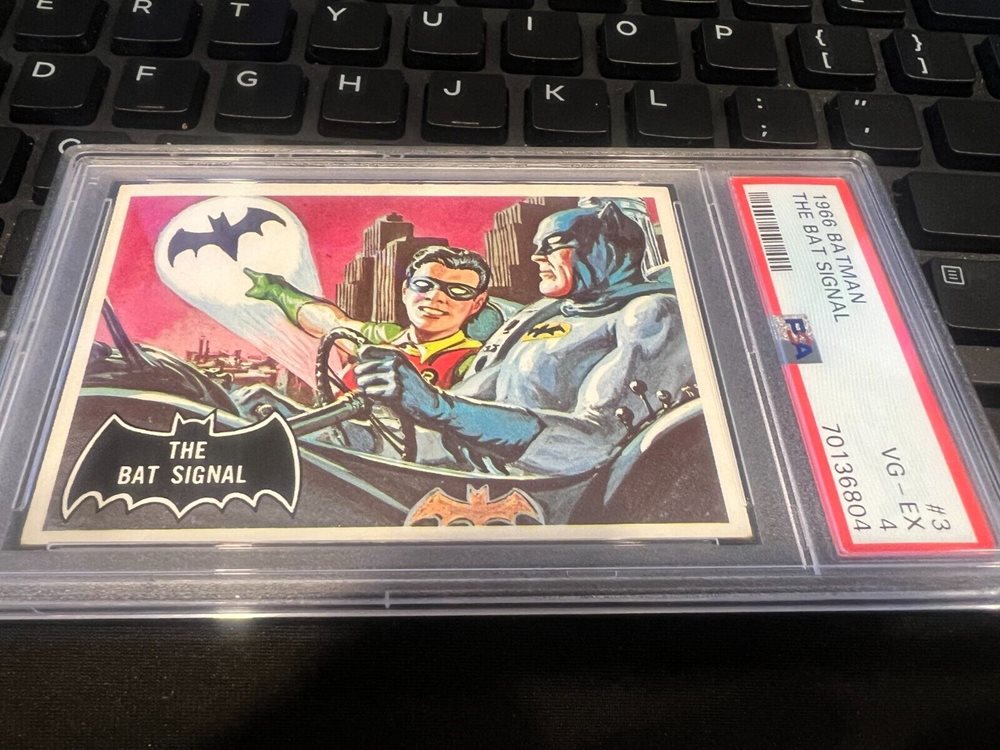 E R T Y U I O P { [ } ]
D F G H J K L : ; " '
C
THE
BAT SIGNAL
R
1966 BATMAN
THE BAT SIGNAL
PSA
#3
VG - EX
4
70136804